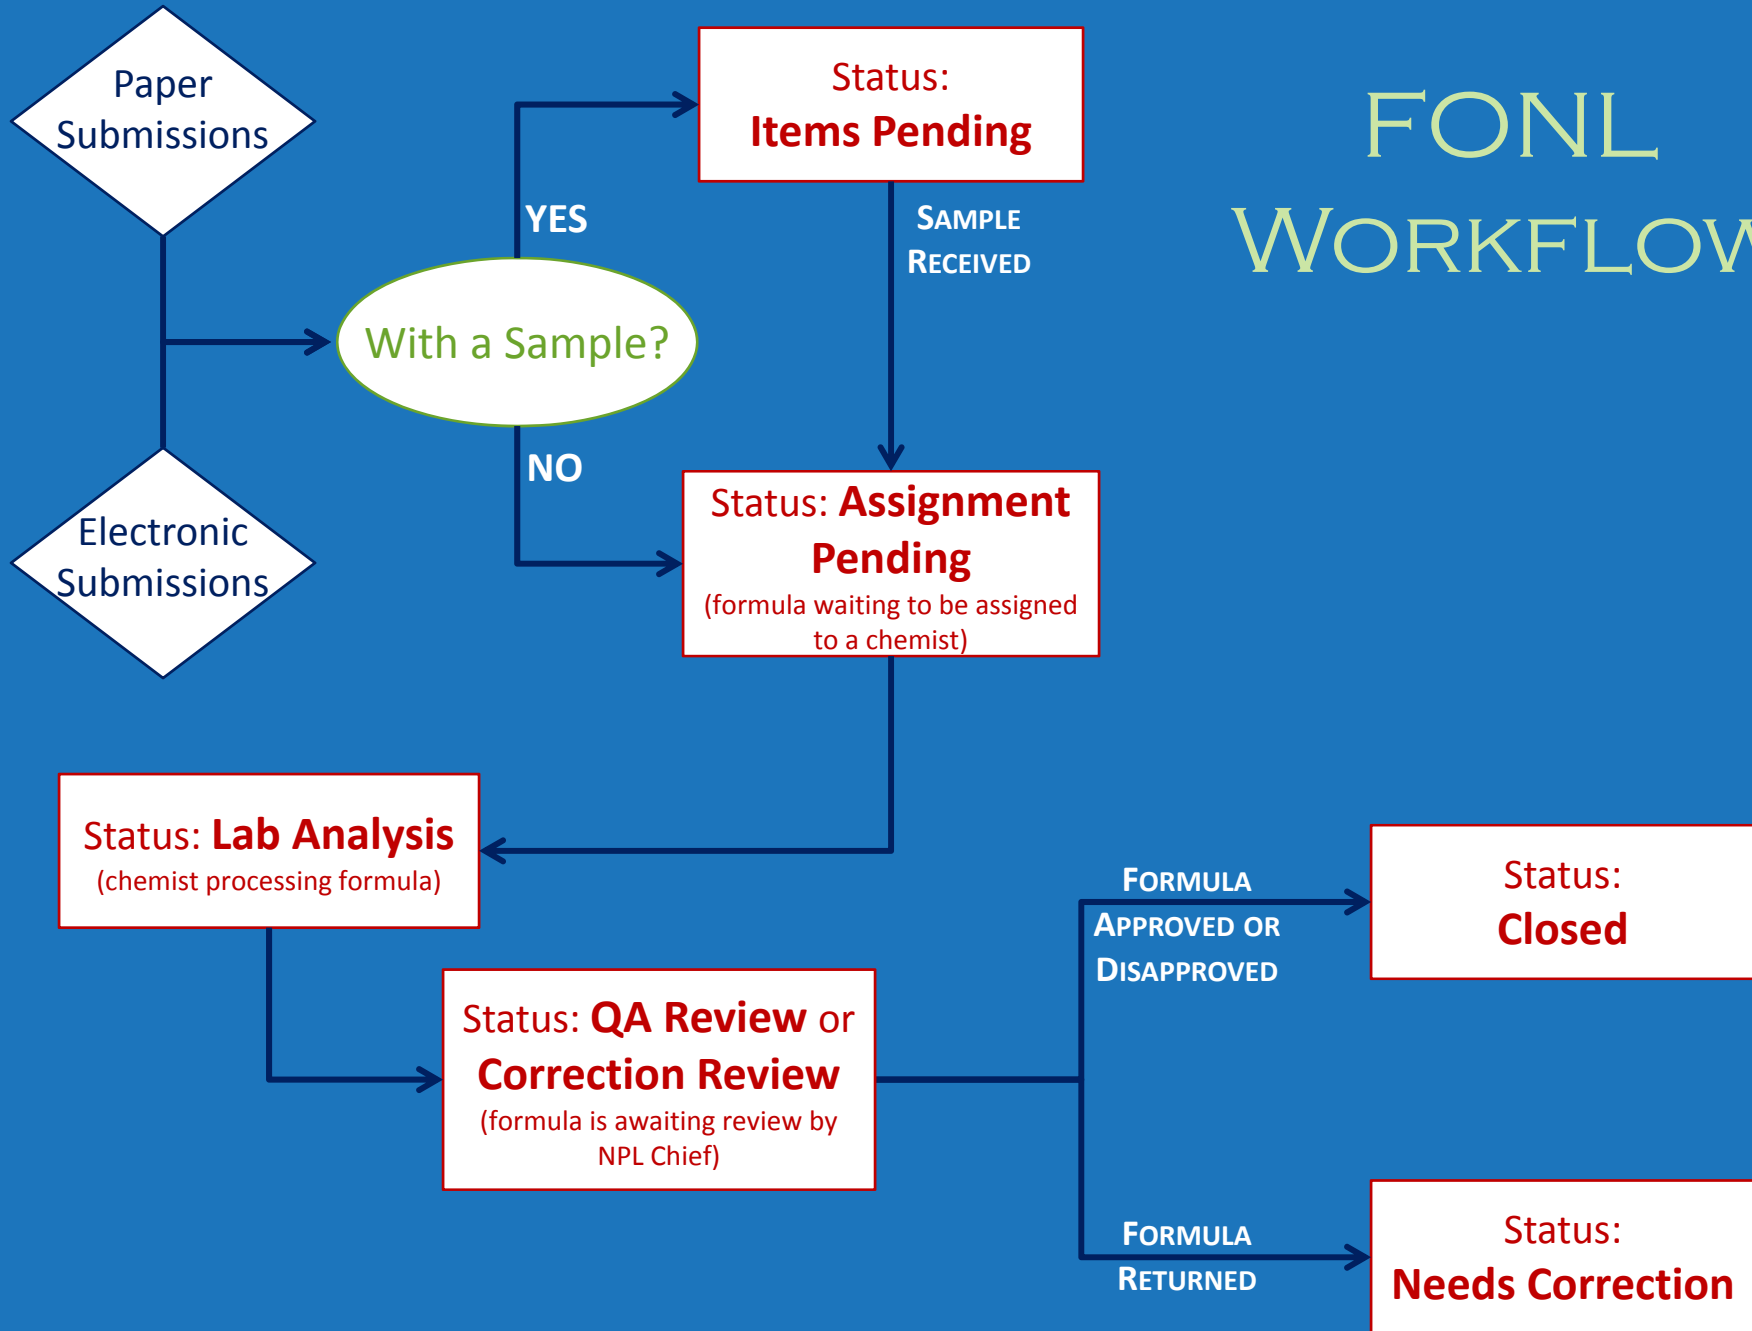 Paper
Submissions
Status:
Items Pending
FONL
WORKFLOW
YES
SAMPLE
RECEIVED
With a Sample?
NO
Electronic
Submissions
Status: Assignment
Pending
(formula waiting to be assigned
to a chemist)
Status: Lab Analysis
(chemist processing formula)
FORMULA
APPROVED OR
DISAPPROVED
Status:
Closed
Status: QA Review or
Correction Review
(formula is awaiting review by
NPL Chief)
FORMULA
RETURNED
Status:
Needs Correction